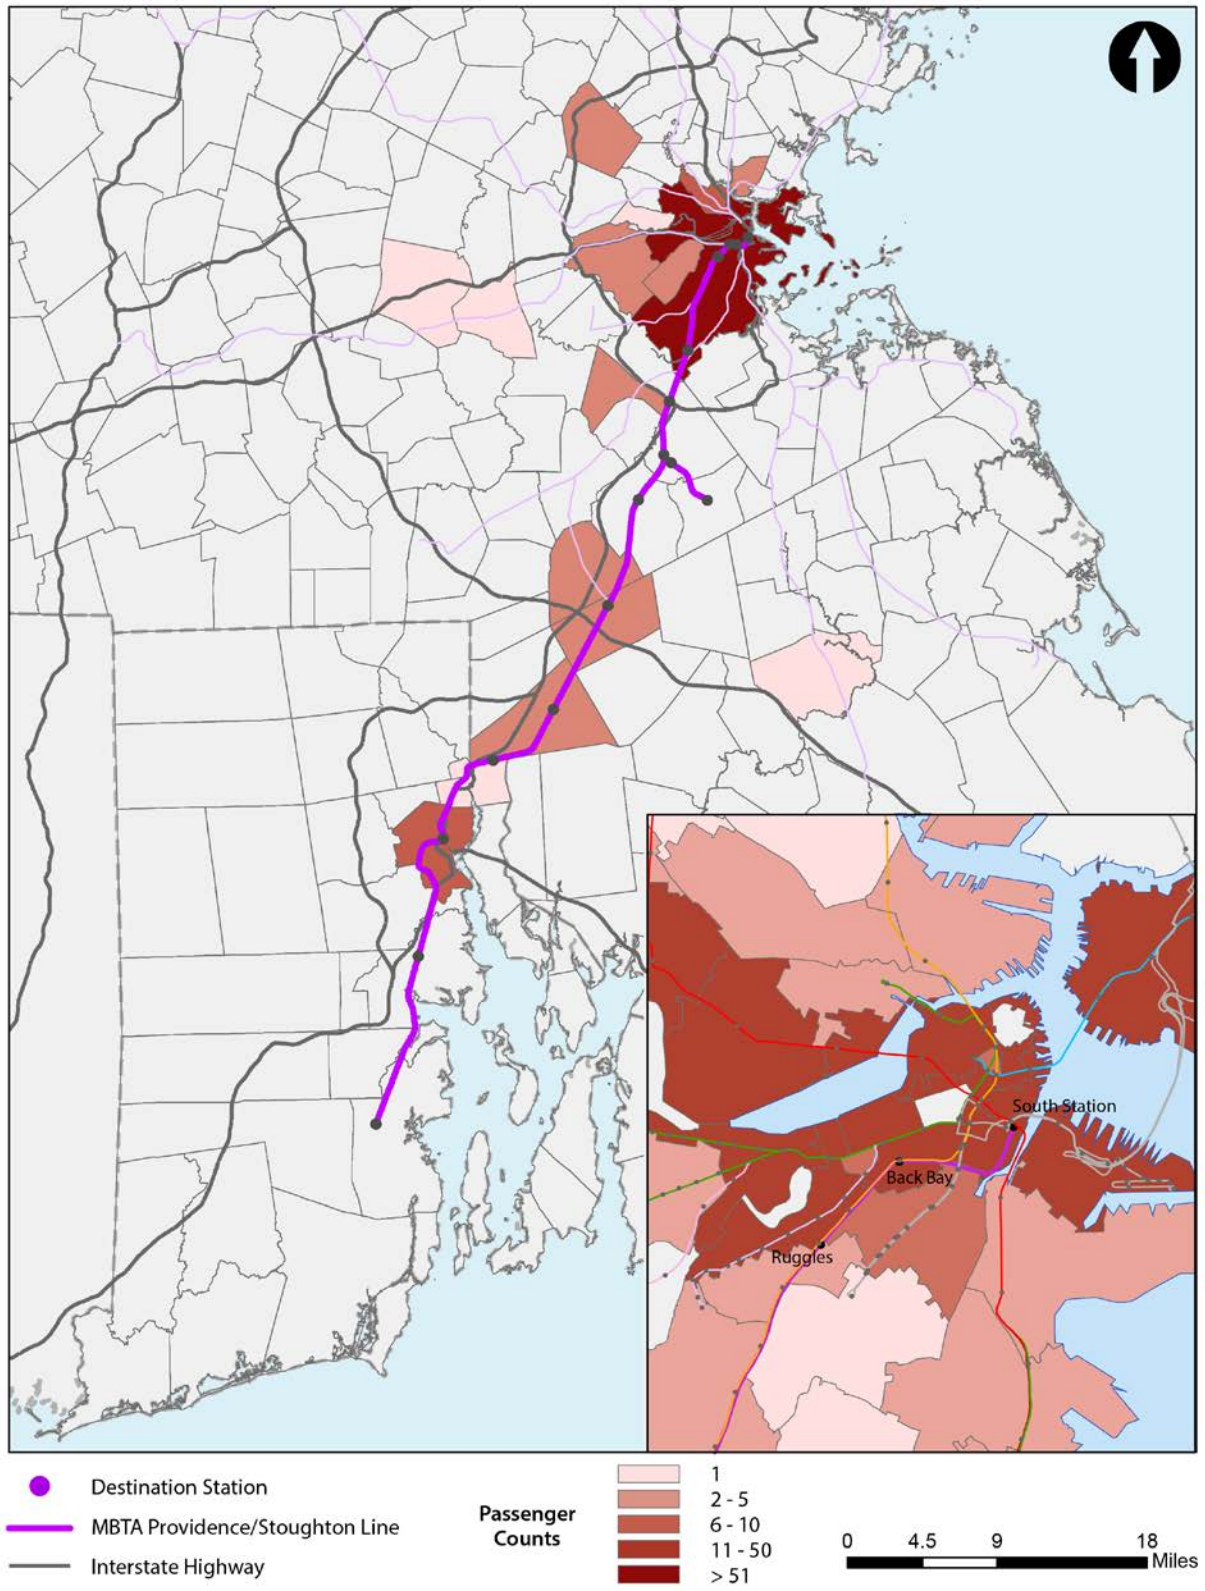 South Station
Back Bay
Ruggles
Destination Station
MBTA Providence/Stoughton Line
Interstate Highway
Passenger
Counts
1
2 - 5
6 - 10
11 - 50
> 51
0 4.5 9 18
Miles